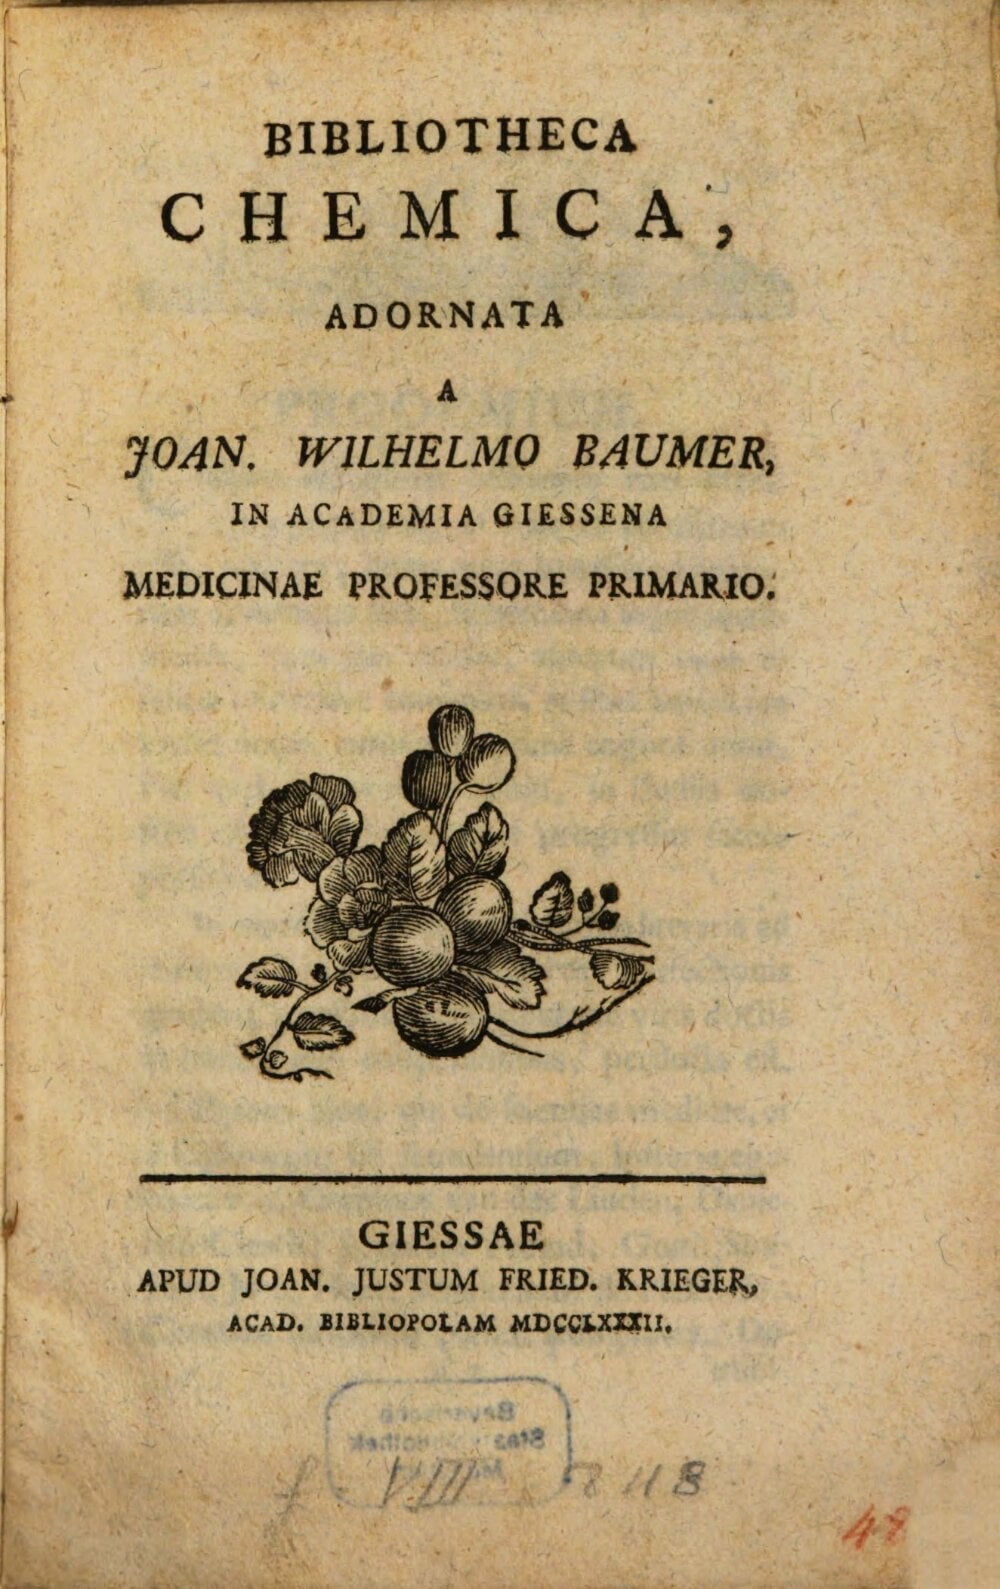 BIBLIOTHECA
CHEMICA,
ADORNATA
A
JOAN. WILHELMO BAUMER,
IN ACADEMIA GIESSENA
MEDICINAE PROFESSORE PRIMARIO.
GIESSAE
APUD JOAN. JUSTUM FRIED. KRIEGER,
ACAD. BIBLIOPOLAM MDCCLXXXII.
48